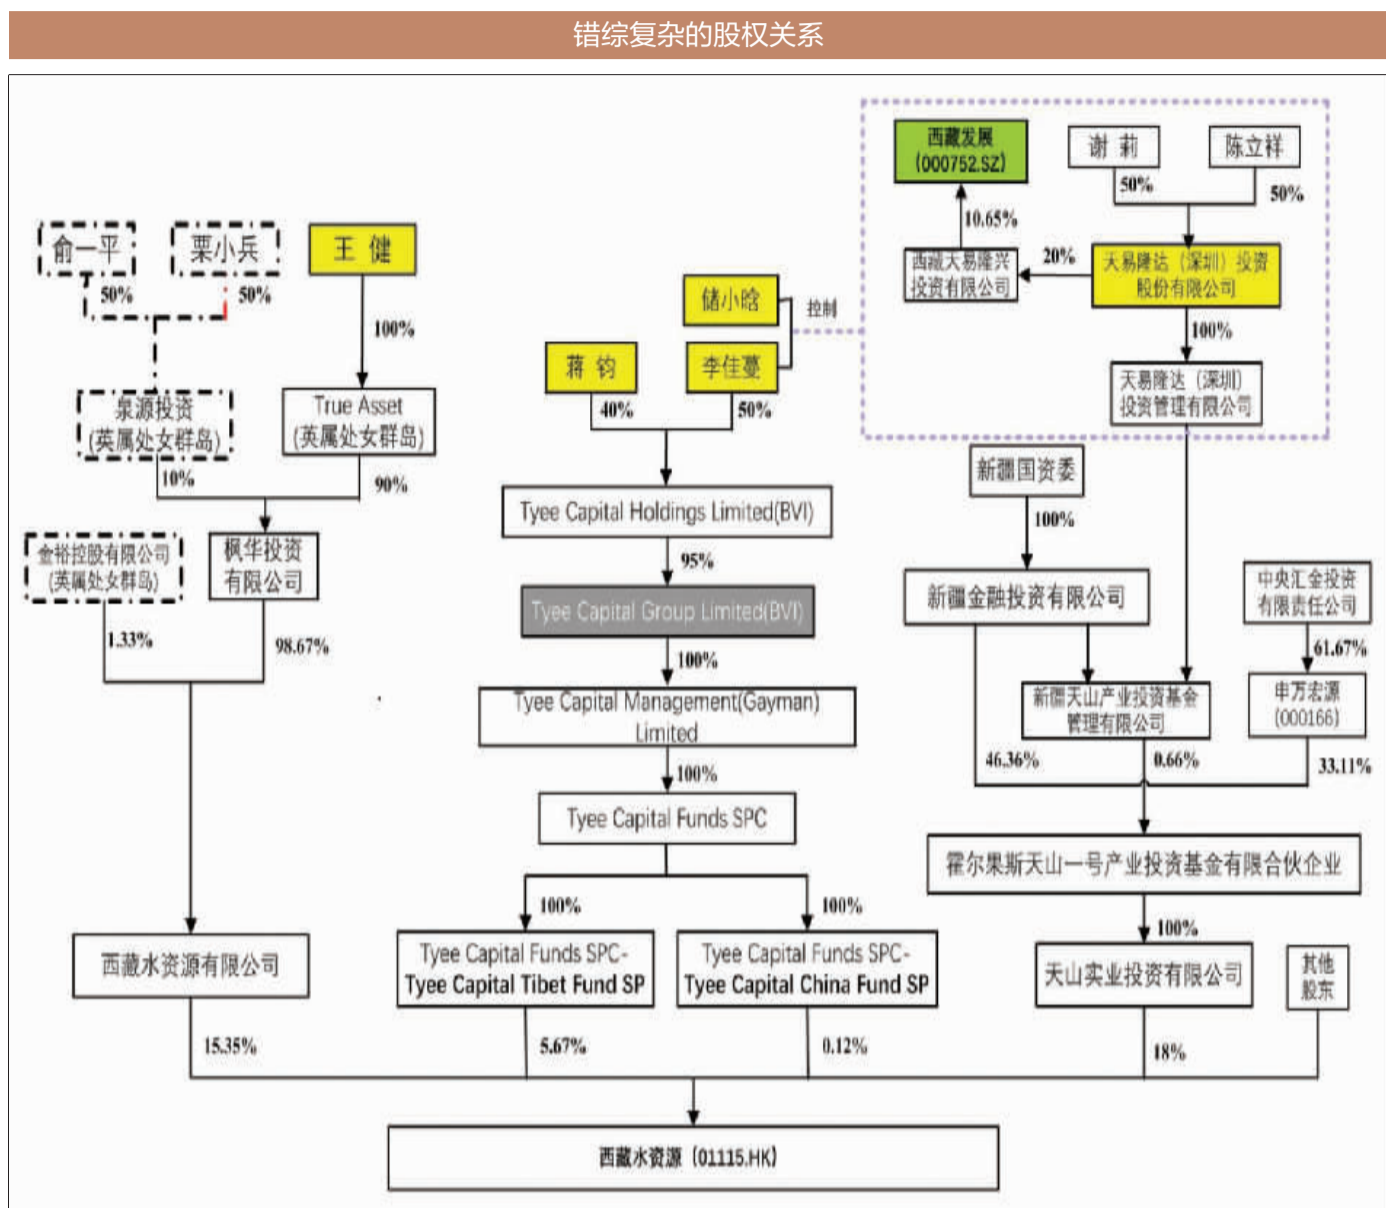 错综复杂的股权关系
西藏发展
(000752.SZ)
谢 莉
陈立祥
50%
50%
10.65%
西藏天易隆兴
投资有限公司
20%
天易隆达（深圳）投资
股份有限公司
100%
天易隆达（深圳）
投资管理有限公司
俞一平
栗小兵
王 健
50%
50%
100%
泉源投资
(英属处女群岛)
True Asset
(英属处女群岛)
10%
90%
金裕控股有限公司
(英属处女群岛)
枫华投资
有限公司
1.33%
98.67%
储小晗
控制
蒋 钧
李佳蔓
40%
50%
Tyee Capital Holdings Limited(BVI)
95%
Tyee Capital Group Limited(BVI)
100%
Tyee Capital Management(Gayman)
Limited
100%
Tyee Capital Funds SPC
100%
100%
新疆国资委
100%
新疆金融投资有限公司
中央汇金投资
有限责任公司
61.67%
新疆天山产业投资基金
管理有限公司
申万宏源
(000166)
46.36%
0.66%
33.11%
霍尔果斯天山一号产业投资基金有限合伙企业
100%
西藏水资源有限公司
Tyee Capital Funds SPC-
Tyee Capital Tibet Fund SP
Tyee Capital Funds SPC-
Tyee Capital China Fund SP
天山实业投资有限公司
其他
股东
15.35%
5.67%
0.12%
18%
西藏水资源（01115.HK）